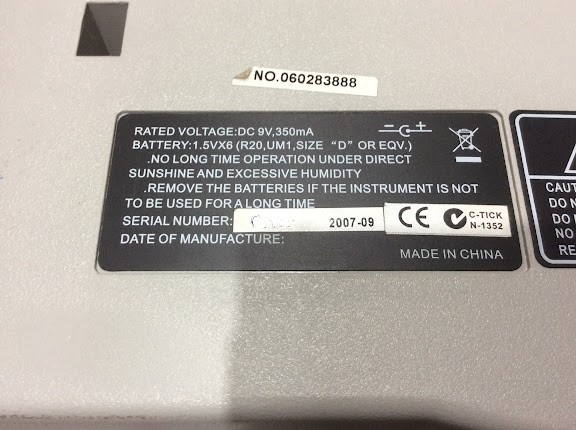 NO.060283888
RATED VOLTAGE:DC 9V,350mA
BATTERY:1.5VX6 (R20,UM1,SIZE “D” OR EQV.)
.NO LONG TIME OPERATION UNDER DIRECT
SUNSHINE AND EXCESSIVE HUMIDITY
.REMOVE THE BATTERIES IF THE INSTRUMENT IS NOT
TO BE USED FOR A LONG TIME
SERIAL NUMBER: 2007-09 CE C-TICK
N-1352
DATE OF MANUFACTURE:
MADE IN CHINA
CAUT
DO N
DO
NO
RE